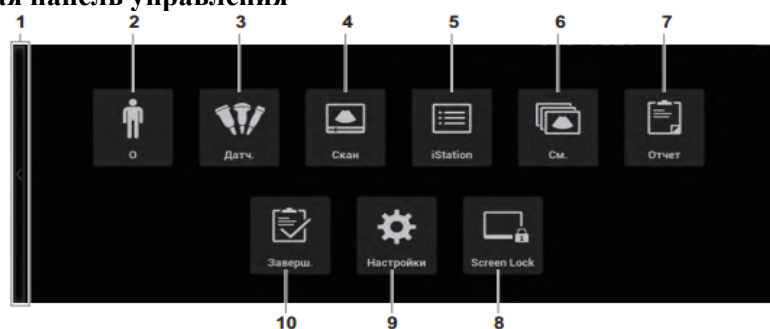 ая панель управления
1 2 3 4 5 6 7
О Датч. Скан iStation См. Отчет
Заверш. Настройки Screen Lock
10 9 8